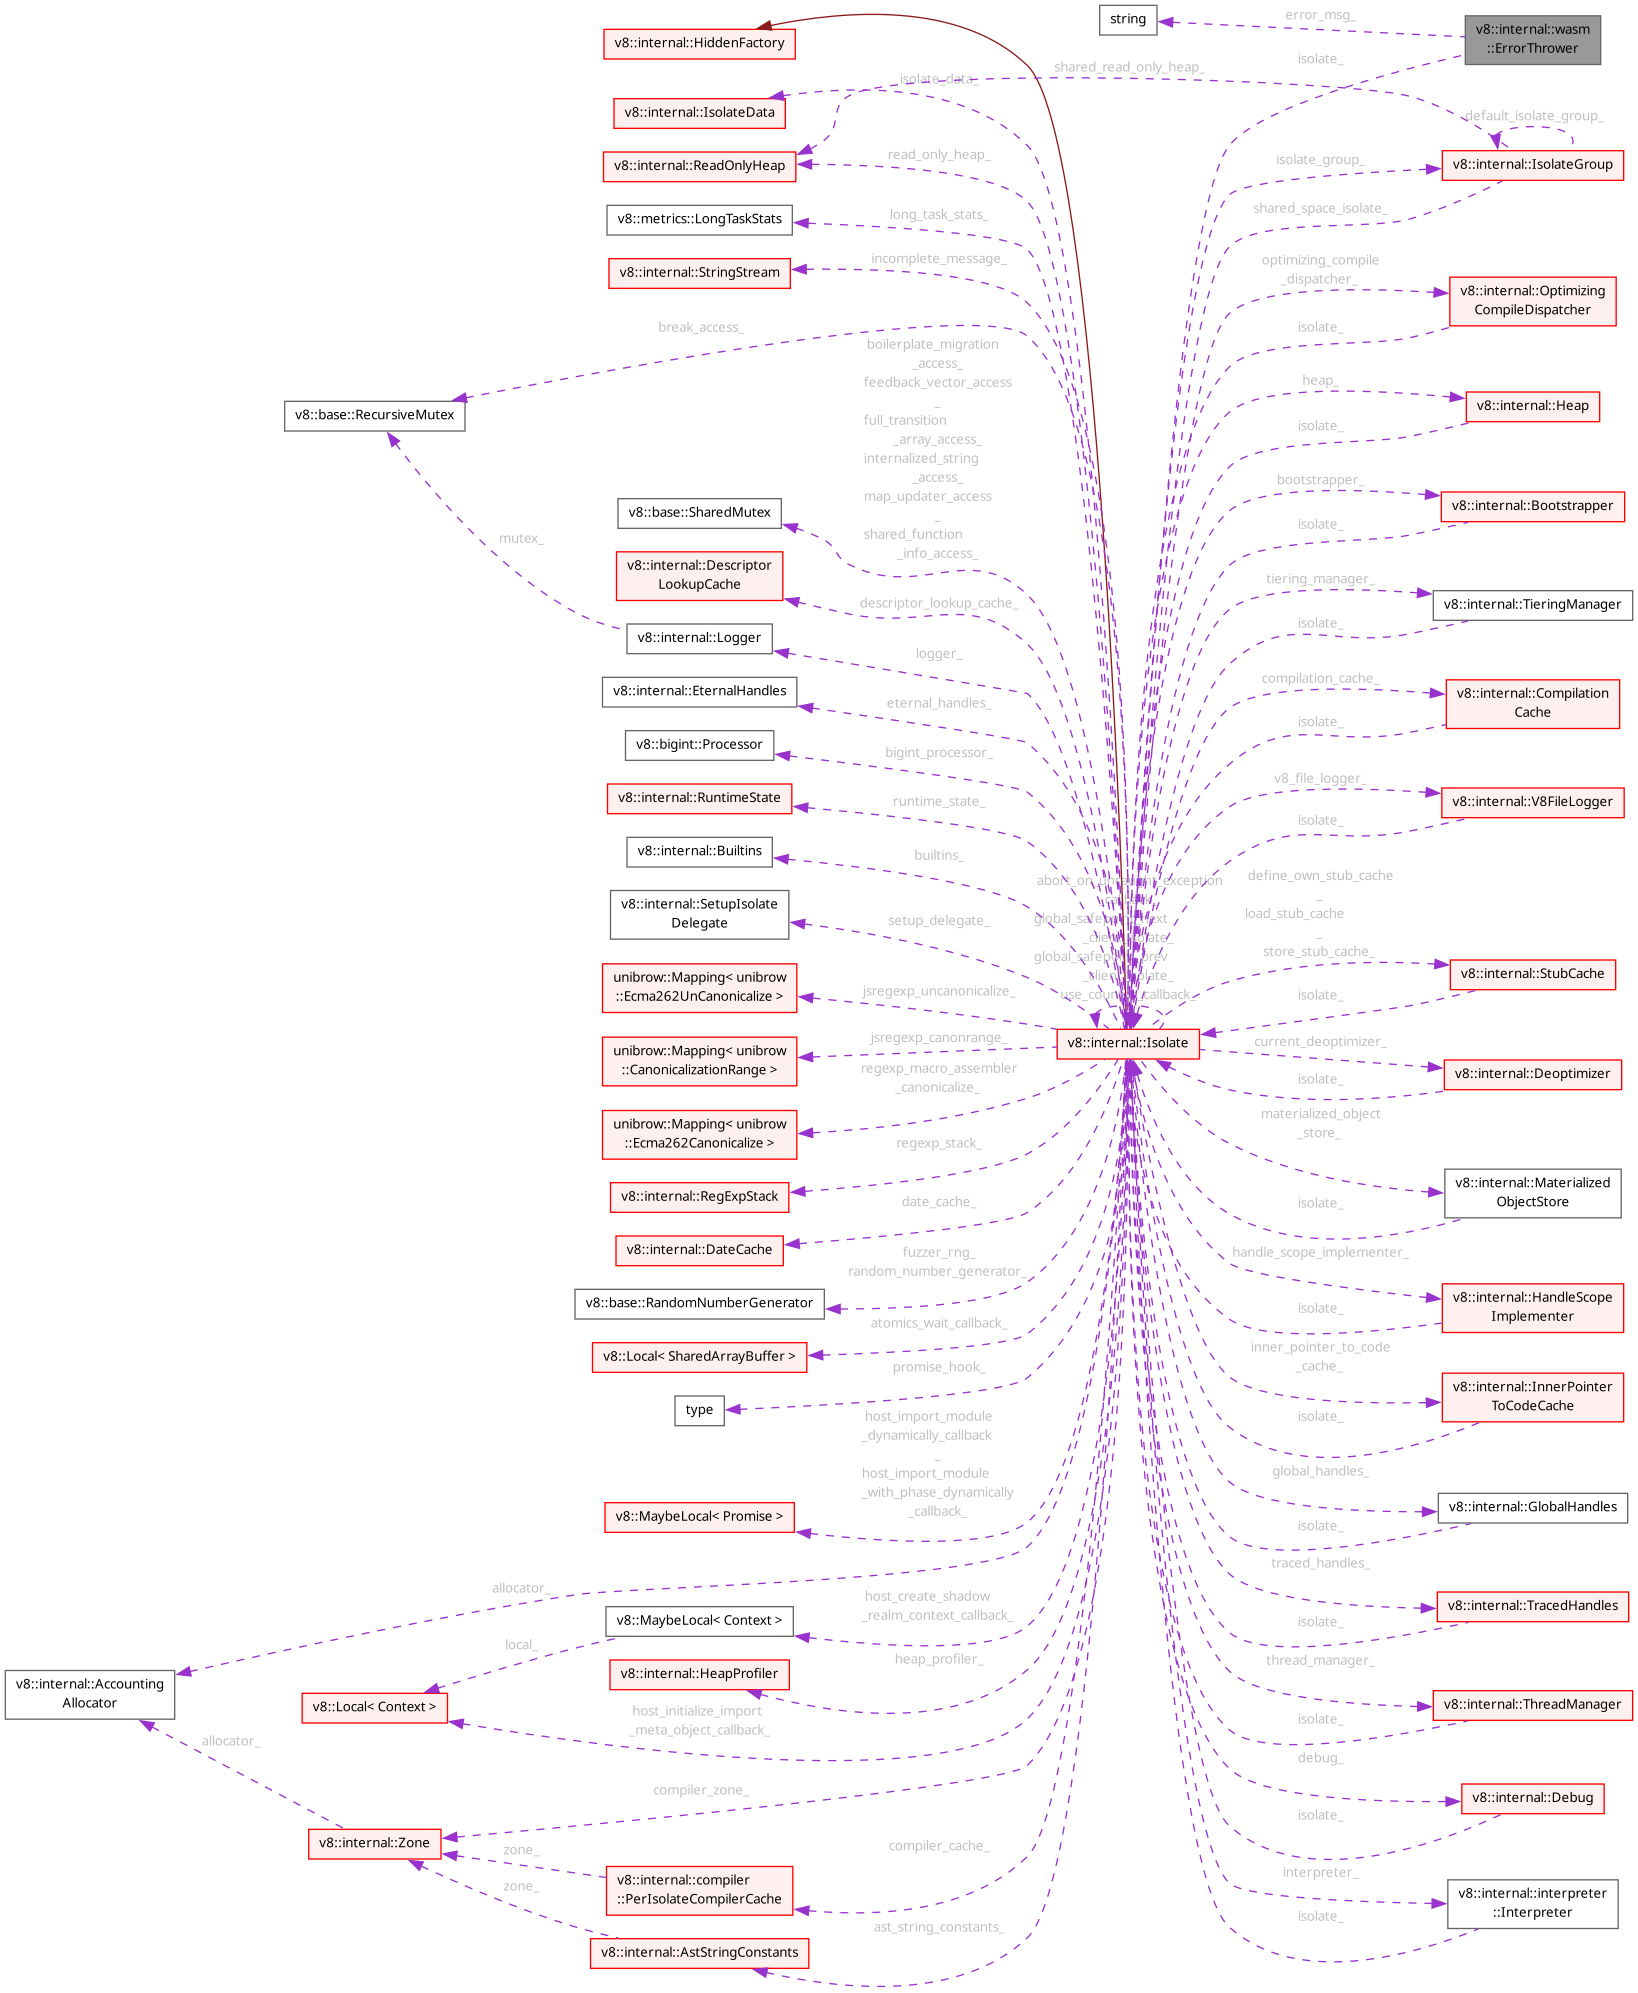 string
error_msg_
v8::internal::wasm
::ErrorThrower
isolate_
v8::internal::HiddenFactory
isolate_data_
shared_read_only_heap_
default_isolate_group_
v8::internal::IsolateData
v8::internal::ReadOnlyHeap
read_only_heap_
isolate_group_
v8::internal::IsolateGroup
v8::metrics::LongTaskStats
long_task_stats_
shared_space_isolate_
v8::internal::StringStream
incomplete_message_
optimizing_compile
_dispatcher_
v8::internal::Optimizing
CompileDispatcher
isolate_
break_access_
v8::base::RecursiveMutex
boilerplate_migration
_access_
feedback_vector_access
_
full_transition
_array_access_
internalized_string
_access_
map_updater_access
_
shared_function
_info_access_
heap_
v8::internal::Heap
isolate_
bootstrapper_
v8::internal::Bootstrapper
isolate_
v8::base::SharedMutex
mutex_
v8::internal::Descriptor
LookupCache
descriptor_lookup_cache_
tiering_manager_
v8::internal::TieringManager
isolate_
v8::internal::Logger
logger_
v8::internal::EternalHandles
eternal_handles_
compilation_cache_
v8::internal::Compilation
Cache
isolate_
v8::bigint::Processor
bigint_processor_
v8::internal::RuntimeState
runtime_state_
v8_file_logger_
v8::internal::V8FileLogger
isolate_
v8::internal::Builtins
builtins_
v8::internal::SetupIsolate
Delegate
setup_delegate_
abort_on_uncaught_exception
_callback_
global_safepoint_next
_client_isolate_
global_safepoint_prev
_client_isolate_
use_counter_callback_
define_own_stub_cache
_
load_stub_cache
_
store_stub_cache_
v8::internal::StubCache
isolate_
unibrow::Mapping< unibrow
::Ecma262UnCanonicalize >
jsregexp_uncanonicalize_
v8::internal::Isolate
unibrow::Mapping< unibrow
::CanonicalizationRange >
jsregexp_canonrange_
current_deoptimizer_
v8::internal::Deoptimizer
isolate_
unibrow::Mapping< unibrow
::Ecma262Canonicalize >
regexp_macro_assembler
_canonicalize_
materialized_object
_store_
v8::internal::Materialized
ObjectStore
isolate_
v8::internal::RegExpStack
regexp_stack_
v8::internal::DateCache
date_cache_
handle_scope_implementer_
v8::internal::HandleScope
Implementer
isolate_
v8::base::RandomNumberGenerator
fuzzer_rng_
random_number_generator_
v8::Local< SharedArrayBuffer >
atomics_wait_callback_
inner_pointer_to_code
_cache_
v8::internal::InnerPointer
ToCodeCache
isolate_
type
promise_hook_
host_import_module
_dynamically_callback
_
host_import_module
_with_phase_dynamically
_callback_
v8::MaybeLocal< Promise >
global_handles_
v8::internal::GlobalHandles
isolate_
allocator_
traced_handles_
v8::internal::TracedHandles
isolate_
v8::MaybeLocal< Context >
host_create_shadow
_realm_context_callback_
local_
v8::internal::HeapProfiler
heap_profiler_
v8::internal::Accounting
Allocator
v8::Local< Context >
host_initialize_import
_meta_object_callback_
thread_manager_
v8::internal::ThreadManager
isolate_
allocator_
compiler_zone_
debug_
v8::internal::Debug
isolate_
v8::internal::Zone
zone_
v8::internal::compiler
::PerIsolateCompilerCache
compiler_cache_
zone_
interpreter_
v8::internal::interpreter
::Interpreter
isolate_
v8::internal::AstStringConstants
ast_string_constants_